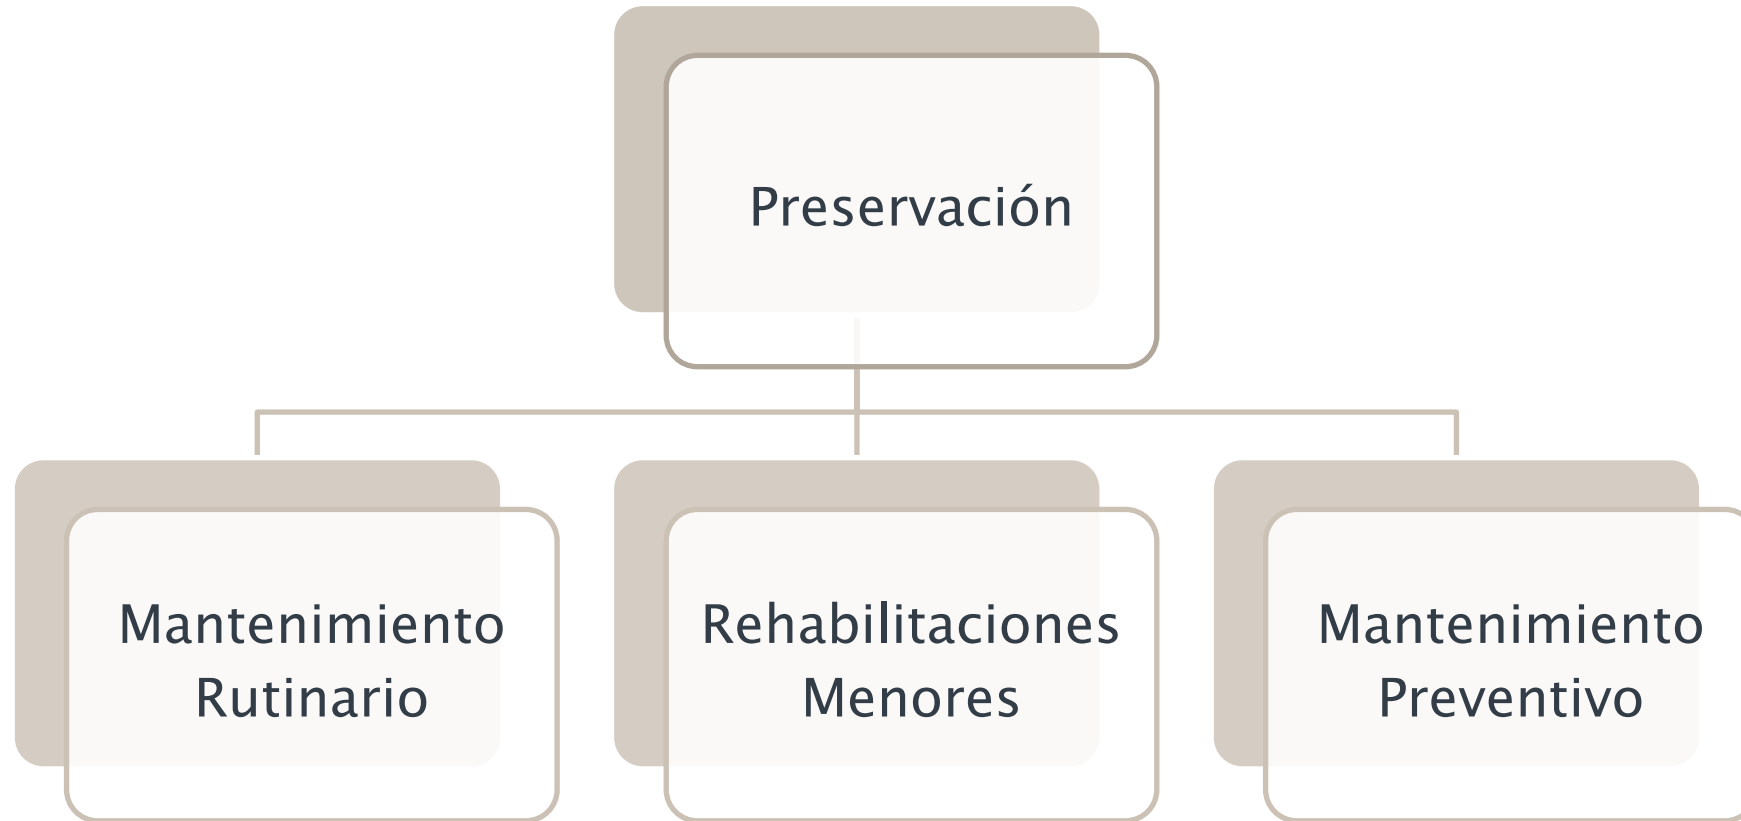 Preservación
Mantenimiento
Rutinario
Rehabilitaciones
Menores
Mantenimiento
Preventivo